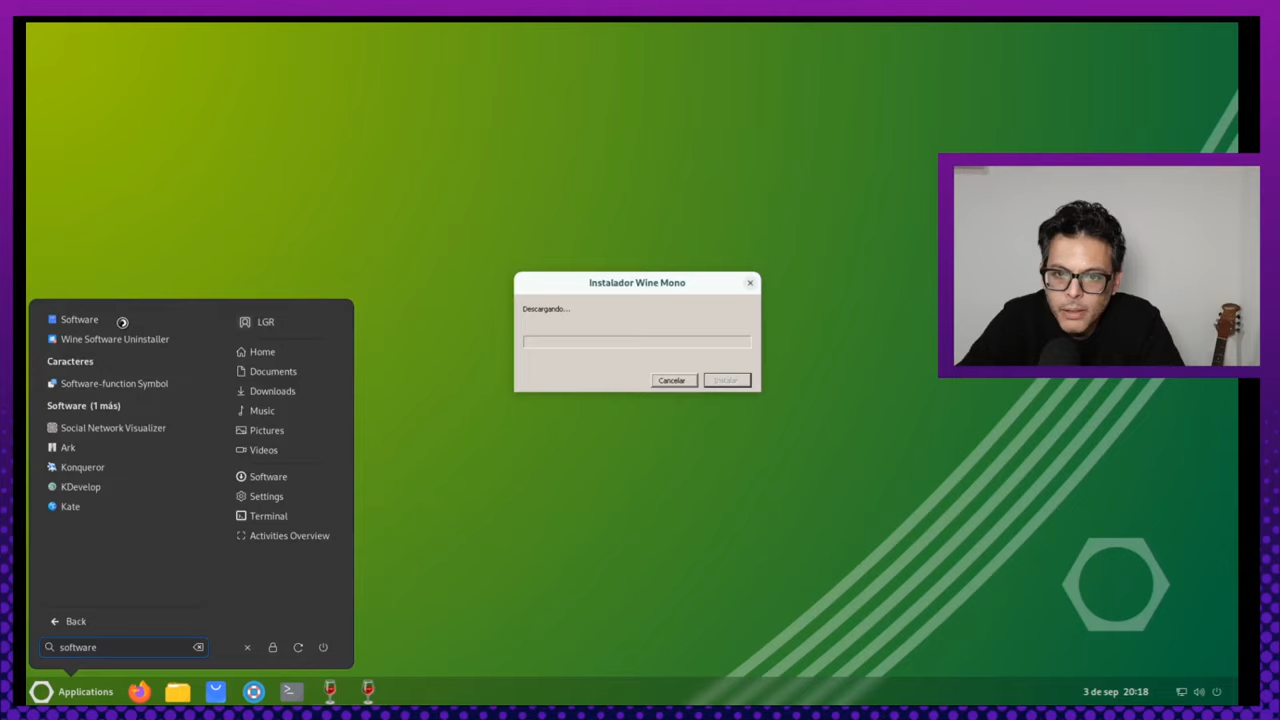 Instalador Wine Mono
Descargando...
Cancelar
Instalar
Software
Wine Software Uninstaller
Caracteres
Software-function Symbol
Software (1 más)
Social Network Visualizer
Ark
Konqueror
KDevelop
Kate
Back
software
LGR
Home
Documents
Downloads
Music
Pictures
Videos
Software
Settings
Terminal
Activities Overview
Applications
3 de sep 20:18